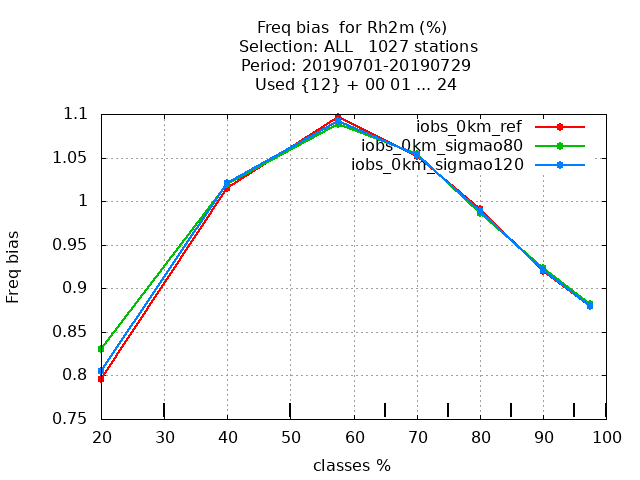 Freq bias  for Rh2m (%)
Selection: ALL   1027 stations
Period: 20190701-20190729
Used {12} + 00 01 ... 24
1.1
1.05
1
0.95
0.9
0.85
0.8
0.75
Freq bias
iobs_0km_ref
iobs_0km_sigmao80
iobs_0km_sigmao120
20 30 40 50 60 70 80 90 100
classes %